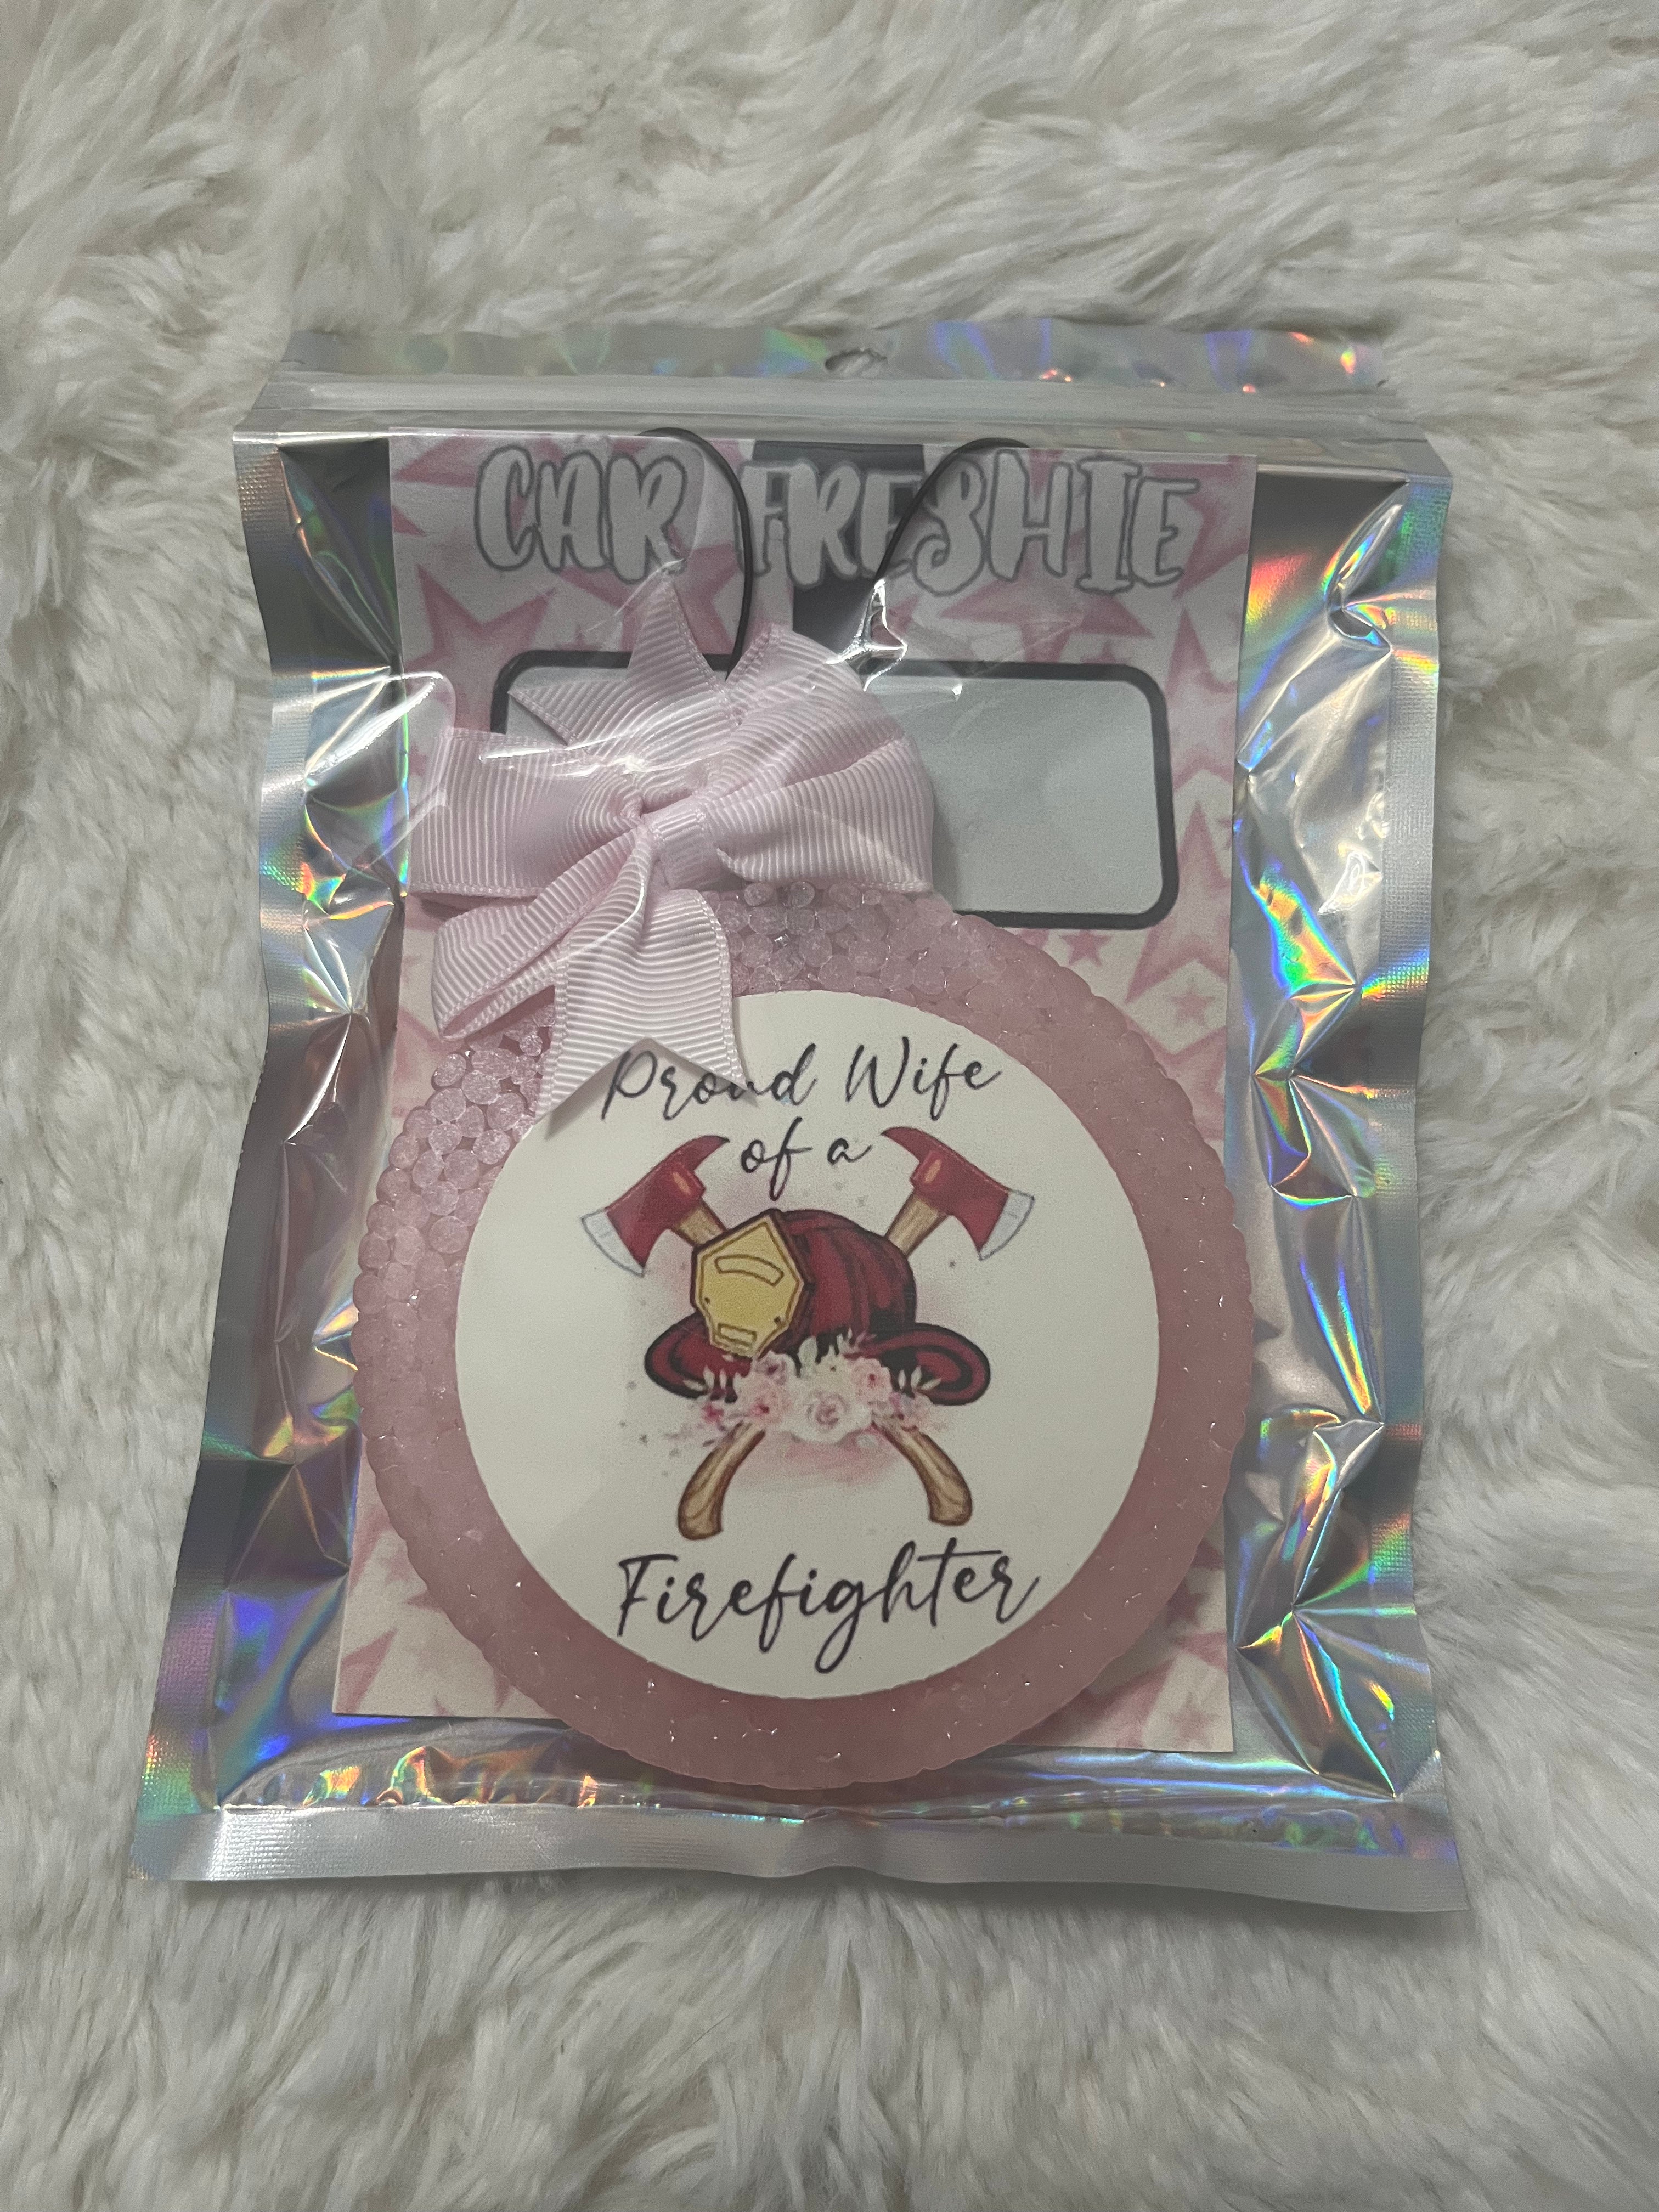 CAR FRESHIE
Proud Wife
of a
Firefighter